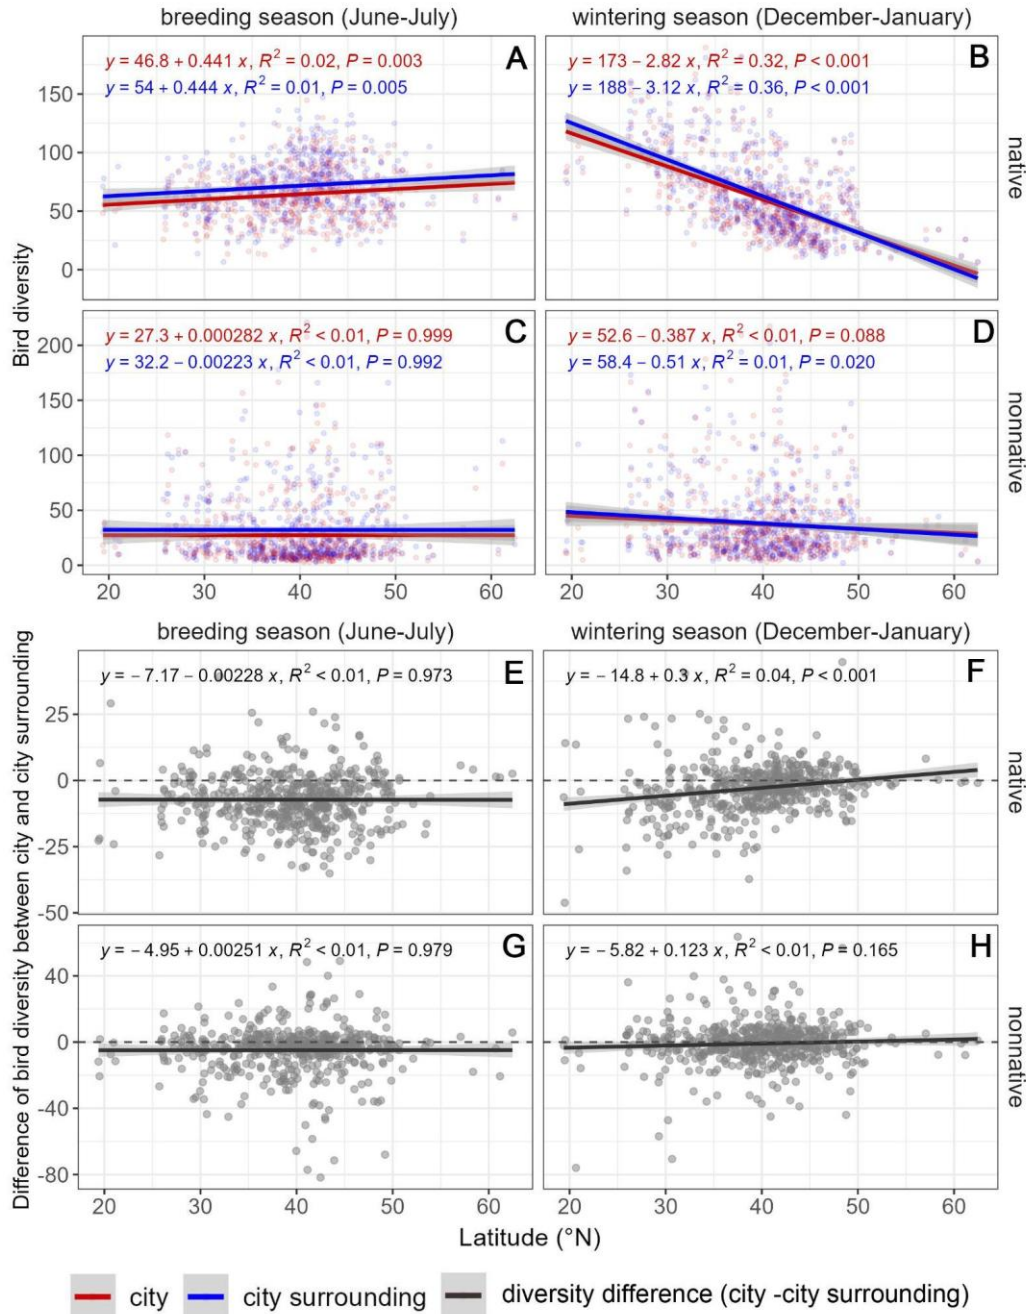 breeding season (June-July)
wintering season (December-January)
y = 46.8 + 0.441 x, R² = 0.02, P = 0.003
y = 54 + 0.444 x, R² = 0.01, P = 0.005
A
y = 173 − 2.82 x, R² = 0.32, P < 0.001
y = 188 − 3.12 x, R² = 0.36, P < 0.001
B
150
100
50
0
native
Bird diversity
y = 27.3 + 0.000282 x, R² < 0.01, P = 0.999
y = 32.2 − 0.00223 x, R² < 0.01, P = 0.992
C
y = 52.6 − 0.387 x, R² < 0.01, P = 0.088
y = 58.4 − 0.51 x, R² = 0.01, P = 0.020
D
200
150
100
50
0
nonnative
20 30 40 50 60
20 30 40 50 60
breeding season (June-July)
wintering season (December-January)
y = − 7.17 − 0.00228 x, R² < 0.01, P = 0.973
E
y = − 14.8 + 0.3 x, R² = 0.04, P < 0.001
F
25
0
-25
-50
native
Difference of bird diversity between city and city surrounding
y = − 4.95 + 0.00251 x, R² < 0.01, P = 0.979
G
y = − 5.82 + 0.123 x, R² < 0.01, P = 0.165
H
40
0
-40
-80
nonnative
20 30 40 50 60
20 30 40 50 60
Latitude (°N)
city
city surrounding
diversity difference (city -city surrounding)